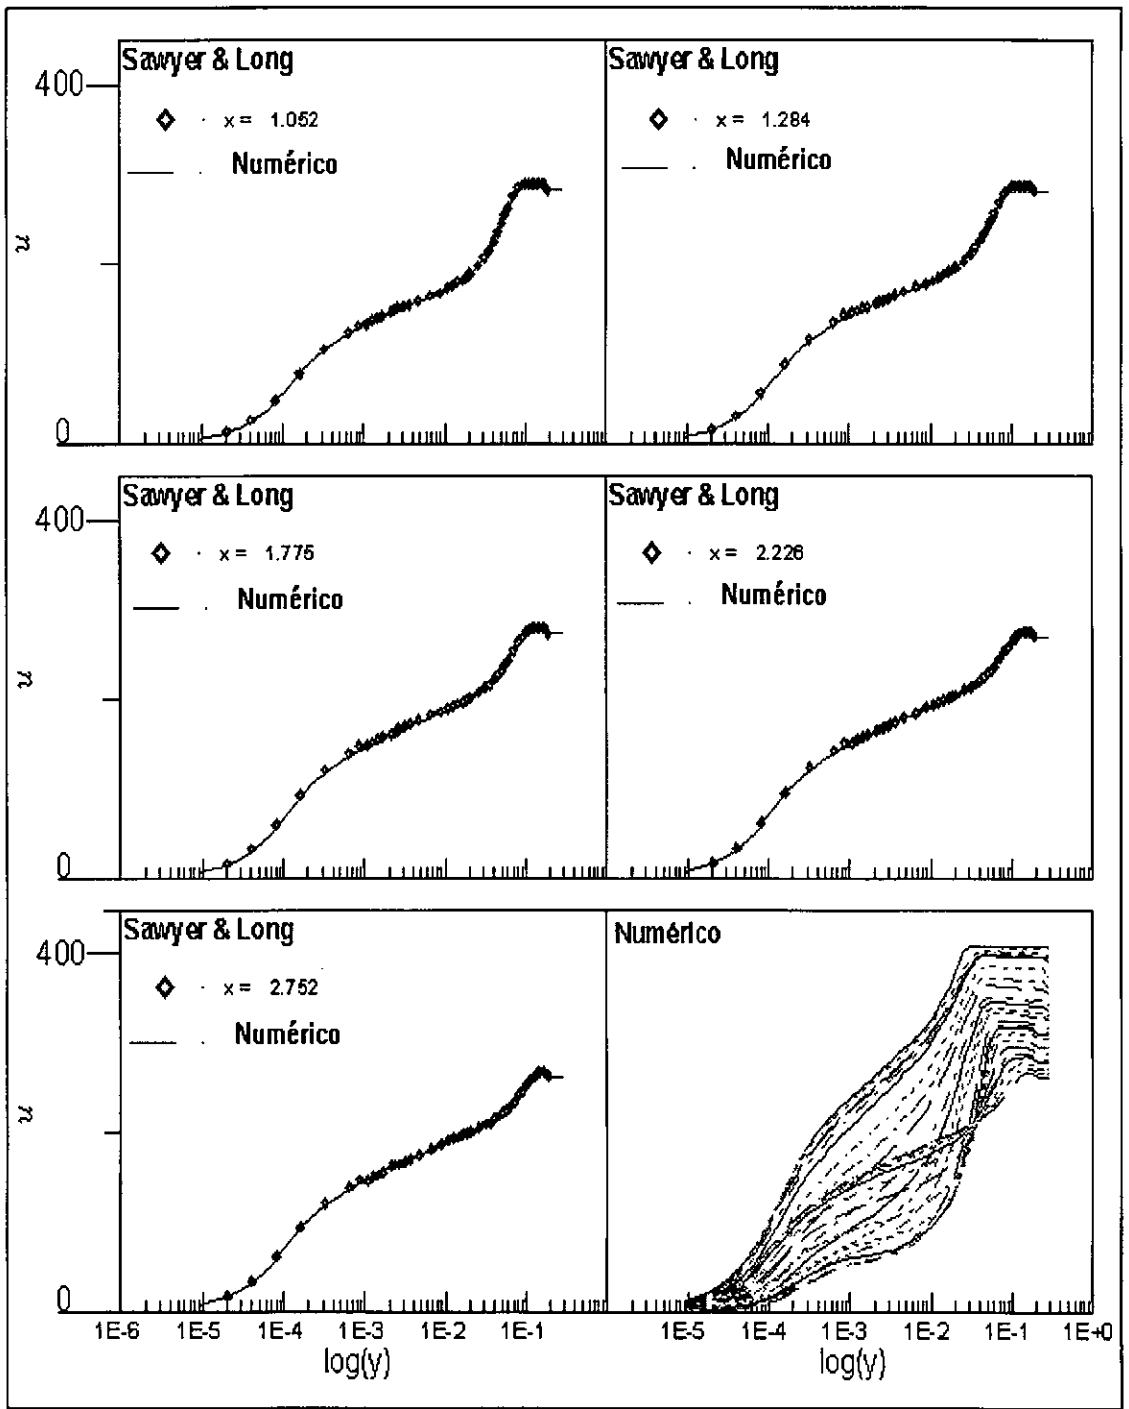 Sawyer & Long
400
x = 1.052
Numérico
u
0
Sawyer & Long
x = 1.284
Numérico
Sawyer & Long
400
x = 1.775
Numérico
u
0
Sawyer & Long
x = 2.226
Numérico
Sawyer & Long
400
x = 2.752
Numérico
u
0
1E-6 1E-5 1E-4 1E-3 1E-2 1E-1
log(y)
Numérico
1E-5 1E-4 1E-3 1E-2 1E-1 1E+0
log(y)